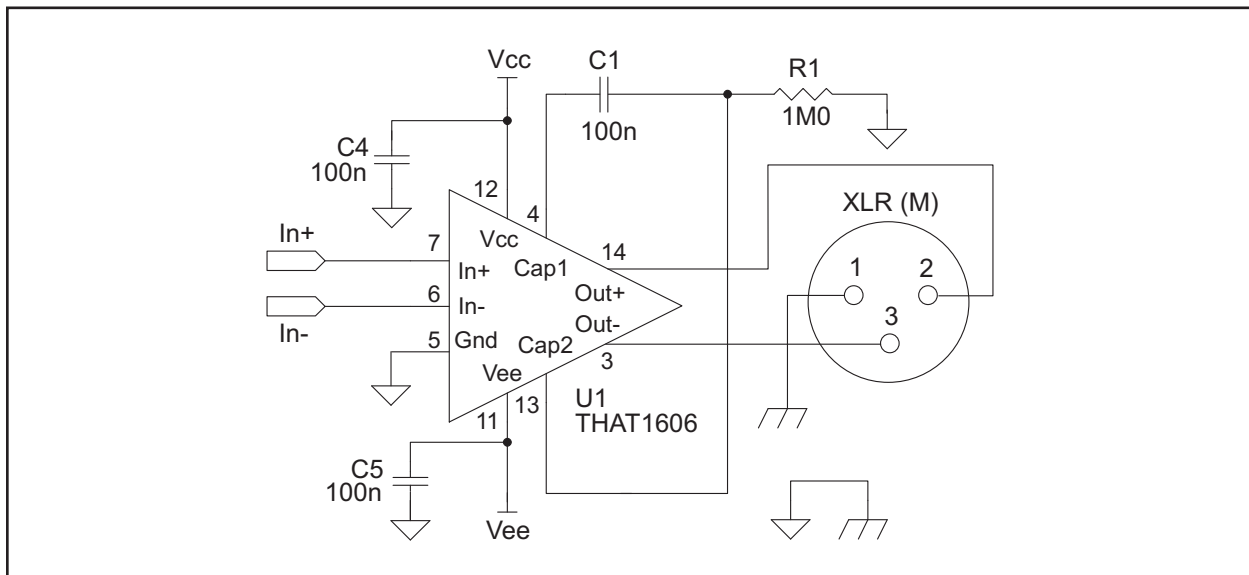 Vcc
C1
100n
R1
1M0
C4
100n
12
4
XLR (M)
In+
7
Vcc
Cap1
14
1
2
In+
6
In-
Out+
Out-
3
In-
5
Gnd
Cap2
3
Vee
13
11
U1
THAT1606
C5
100n
Vee